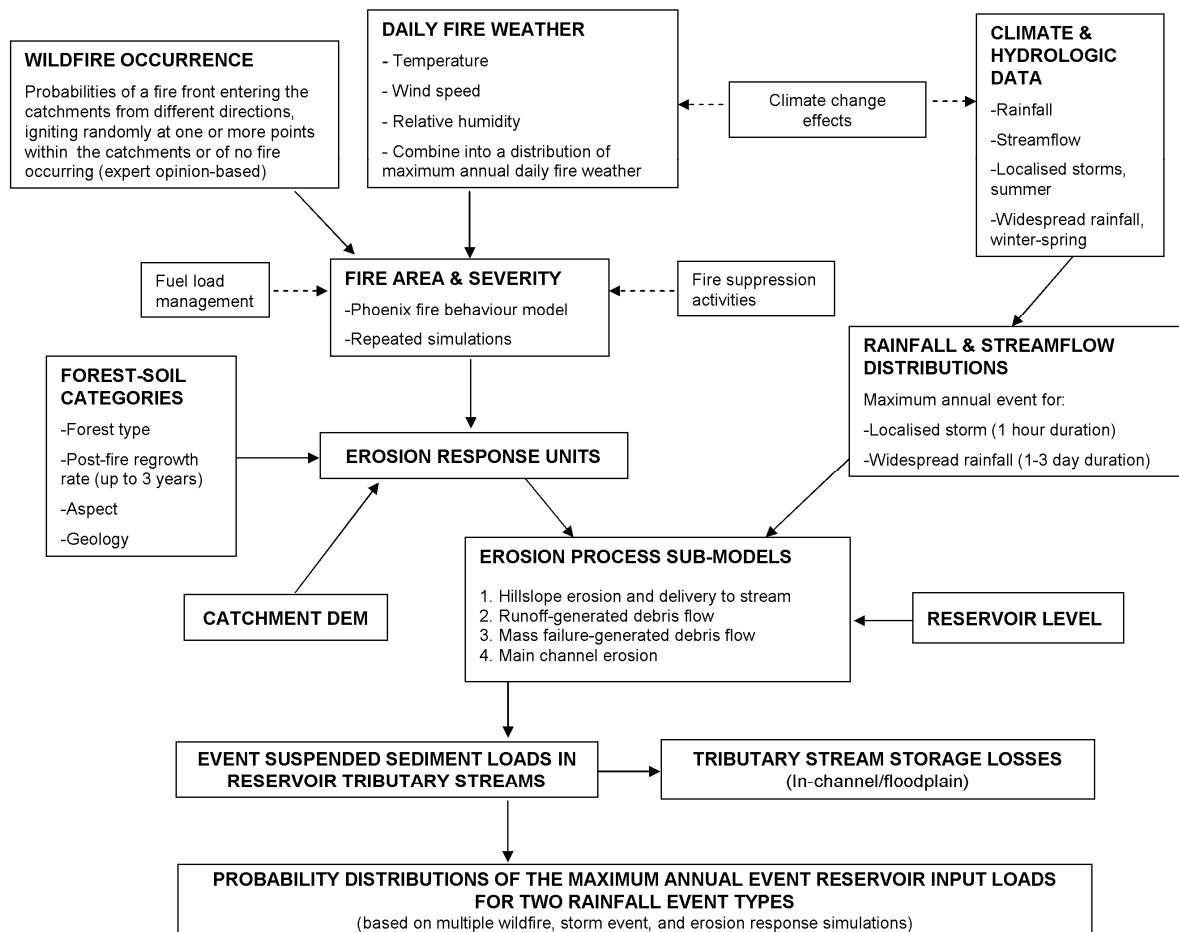 WILDFIRE OCCURRENCE
Probabilities of a fire front entering the
catchments from different directions,
igniting randomly at one or more points
within the catchments or of no fire
occurring (expert opinion-based)
DAILY FIRE WEATHER
- Temperature
- Wind speed
- Relative humidity
- Combine into a distribution of
maximum annual daily fire weather
Climate change
effects
CLIMATE &
HYDROLOGIC
DATA
-Rainfall
-Streamflow
-Localised storms,
summer
-Widespread rainfall,
winter-spring
Fuel load
management
FIRE AREA & SEVERITY
-Phoenix fire behaviour model
-Repeated simulations
Fire suppression
activities
RAINFALL & STREAMFLOW
DISTRIBUTIONS
Maximum annual event for:
-Localised storm (1 hour duration)
-Widespread rainfall (1-3 day duration)
FOREST-SOIL
CATEGORIES
-Forest type
-Post-fire regrowth
rate (up to 3 years)
-Aspect
-Geology
EROSION RESPONSE UNITS
CATCHMENT DEM
EROSION PROCESS SUB-MODELS
1. Hillslope erosion and delivery to stream
2. Runoff-generated debris flow
3. Mass failure-generated debris flow
4. Main channel erosion
RESERVOIR LEVEL
EVENT SUSPENDED SEDIMENT LOADS IN
RESERVOIR TRIBUTARY STREAMS
TRIBUTARY STREAM STORAGE LOSSES
(In-channel/floodplain)
PROBABILITY DISTRIBUTIONS OF THE MAXIMUM ANNUAL EVENT RESERVOIR INPUT LOADS
FOR TWO RAINFALL EVENT TYPES
(based on multiple wildfire, storm event, and erosion response simulations)